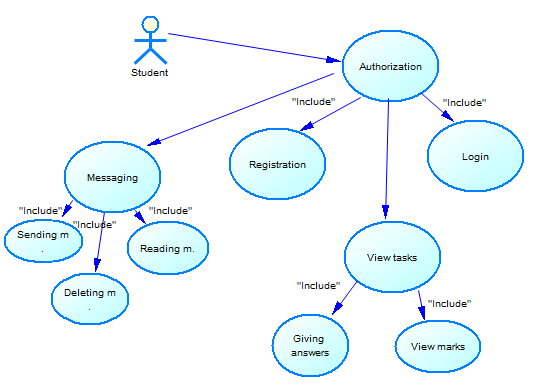 Student
Authorization
"Include"
"Include"
Registration
Login
Messaging
"Include"
"Include"
"Include"
Sending m
.
Reading m.
Deleting m
.
View tasks
"Include"
"Include"
Giving
answers
View marks